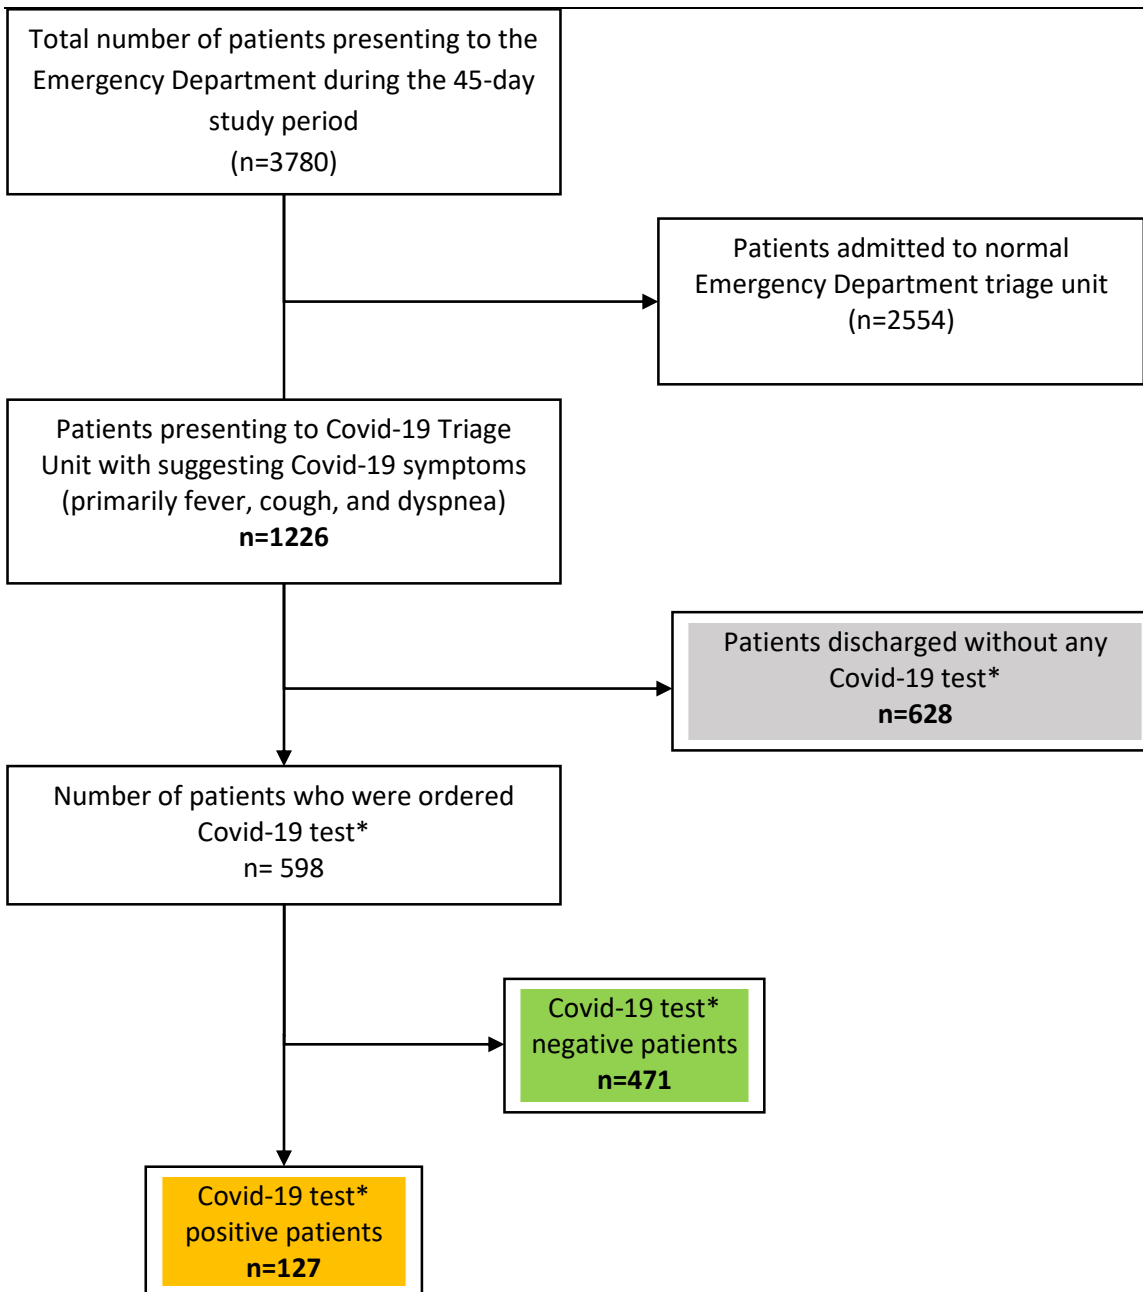 Total number of patients presenting to the
Emergency Department during the 45-day
study period
(n=3780)
Patients admitted to normal
Emergency Department triage unit
(n=2554)
Patients presenting to Covid-19 Triage
Unit with suggesting Covid-19 symptoms
(primarily fever, cough, and dyspnea)
n=1226
Patients discharged without any
Covid-19 test*
n=628
Number of patients who were ordered
Covid-19 test*
n= 598
Covid-19 test*
negative patients
n=471
Covid-19 test*
positive patients
n=127